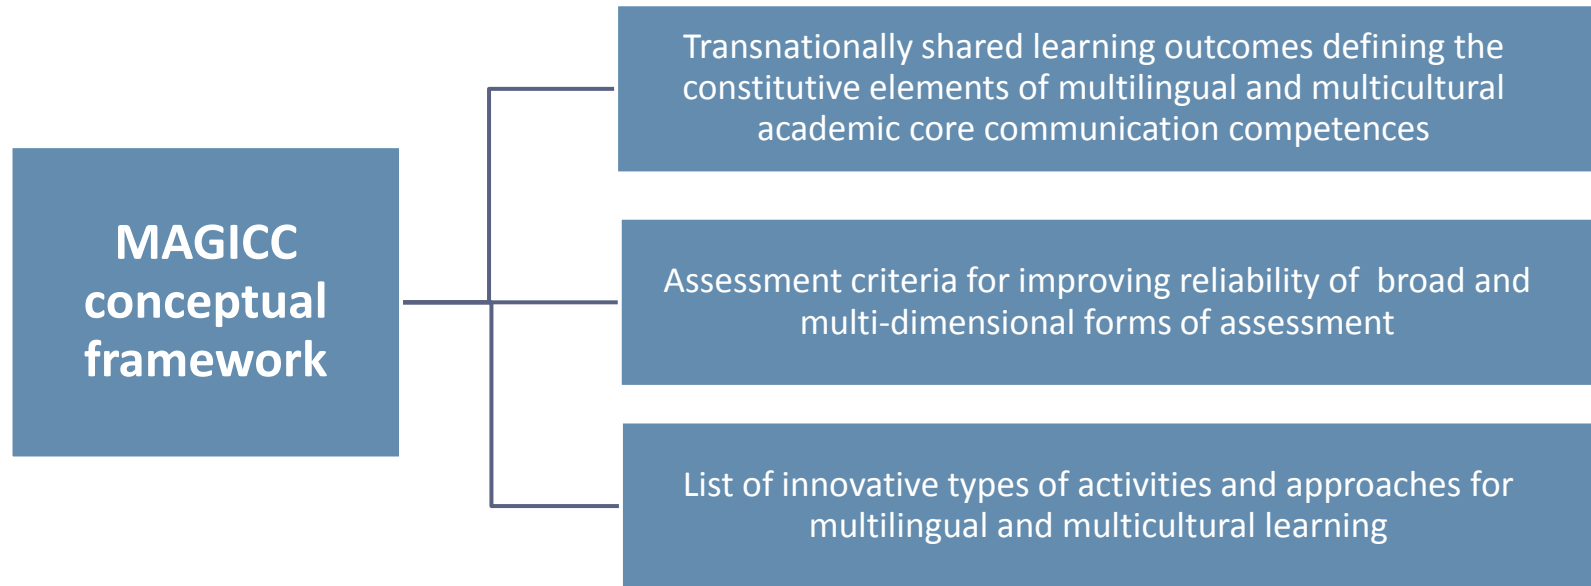 MAGICC
conceptual
framework
Transnationally shared learning outcomes defining the
constitutive elements of multilingual and multicultural
academic core communication competences
Assessment criteria for improving reliability of  broad and
multi-dimensional forms of assessment
List of innovative types of activities and approaches for
multilingual and multicultural learning